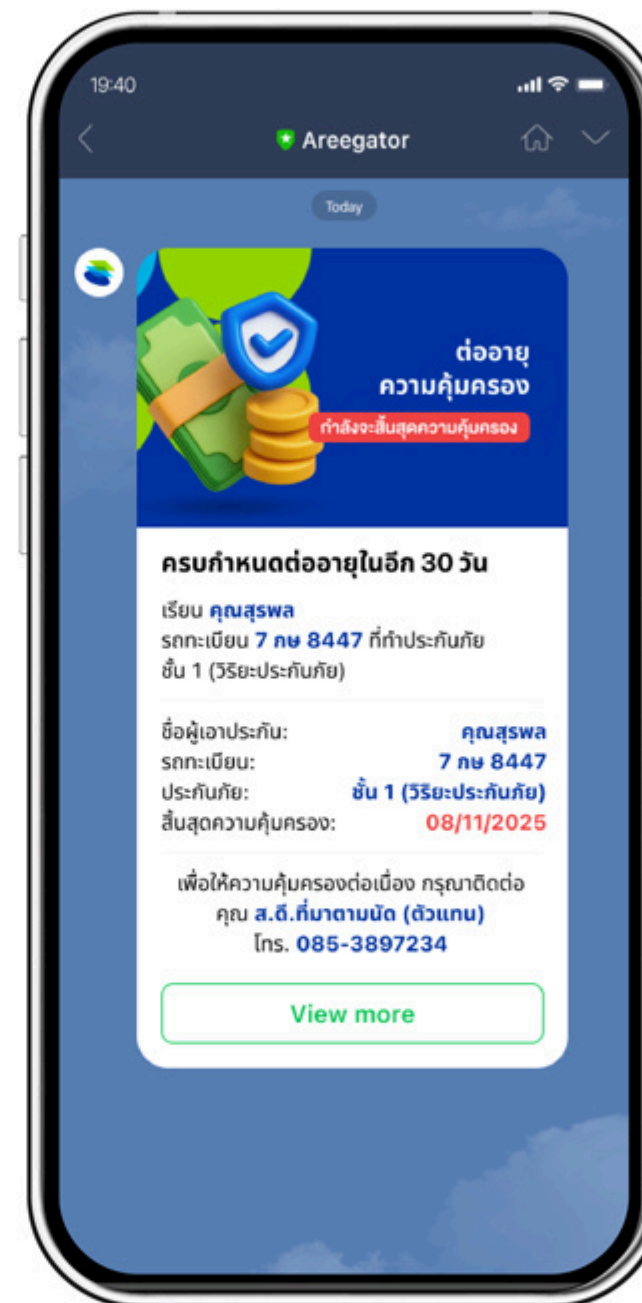 19:40
Areegator
Today
ต่ออายุ
ความคุ้มครอง
กำลังจะสิ้นสุดความคุ้มครอง
ครบกำหนดต่ออายุในอีก 30 วัน
เรียน คุณสุรพล
รถทะเบียน 7 กษ 8447 ที่ทำประกันภัย
ชั้น 1 (วิริยะประกันภัย)
ชื่อผู้เอาประกัน: คุณสุรพล
รถทะเบียน: 7 กษ 8447
ประกันภัย: ชั้น 1 (วิริยะประกันภัย)
สิ้นสุดความคุ้มครอง: 08/11/2025
เพื่อให้ความคุ้มครองต่อเนื่อง กรุณาติดต่อ
คุณ ส.ดี.ที่มาตามนัด (ตัวแทน)
โทร. 085-3897234
View more